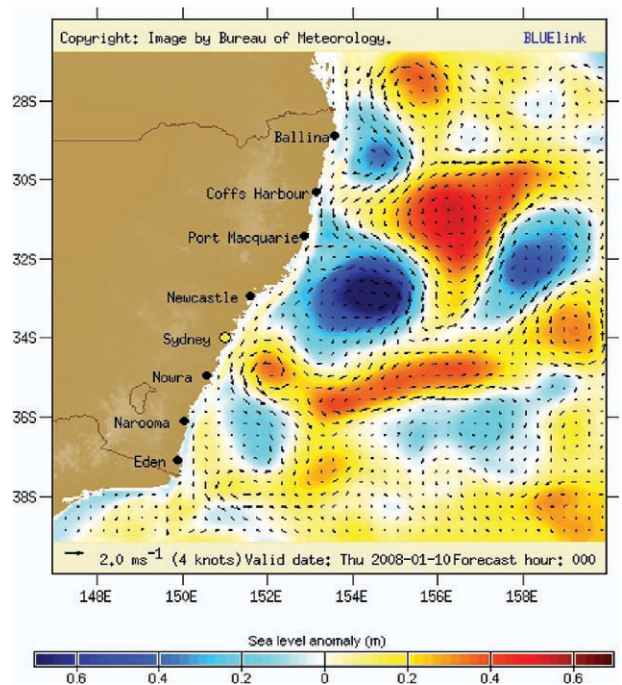 Copyright: Image by Bureau of Meteorology. BLUElink
28S
Ballina
30S
Coffs Harbour
32S
Port Macquarie
Newcastle
34S
Sydney
Nowra
36S
Narooma
Eden
38S
2.0 ms-1 (4 knots) Valid date: Thu 2008-01-10 Forecast hour: 000
148E 150E 152E 154E 156E 158E
Sea level anomaly (m)
0.6 0.4 0.2 0 0.2 0.4 0.6